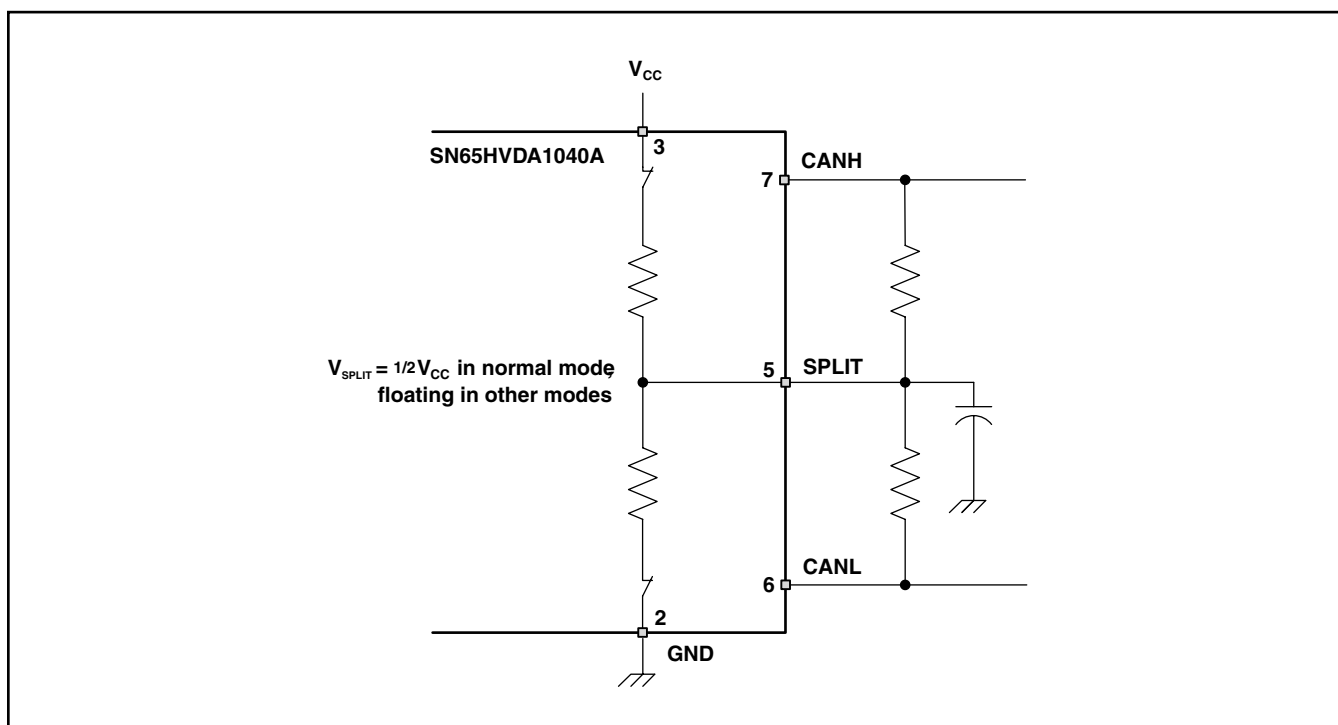 VCC
3
SN65HVDA1040A
CANH
7
VSPLIT = 1/2VCC in normal mode,
floating in other modes
5
SPLIT
CANL
6
2
GND